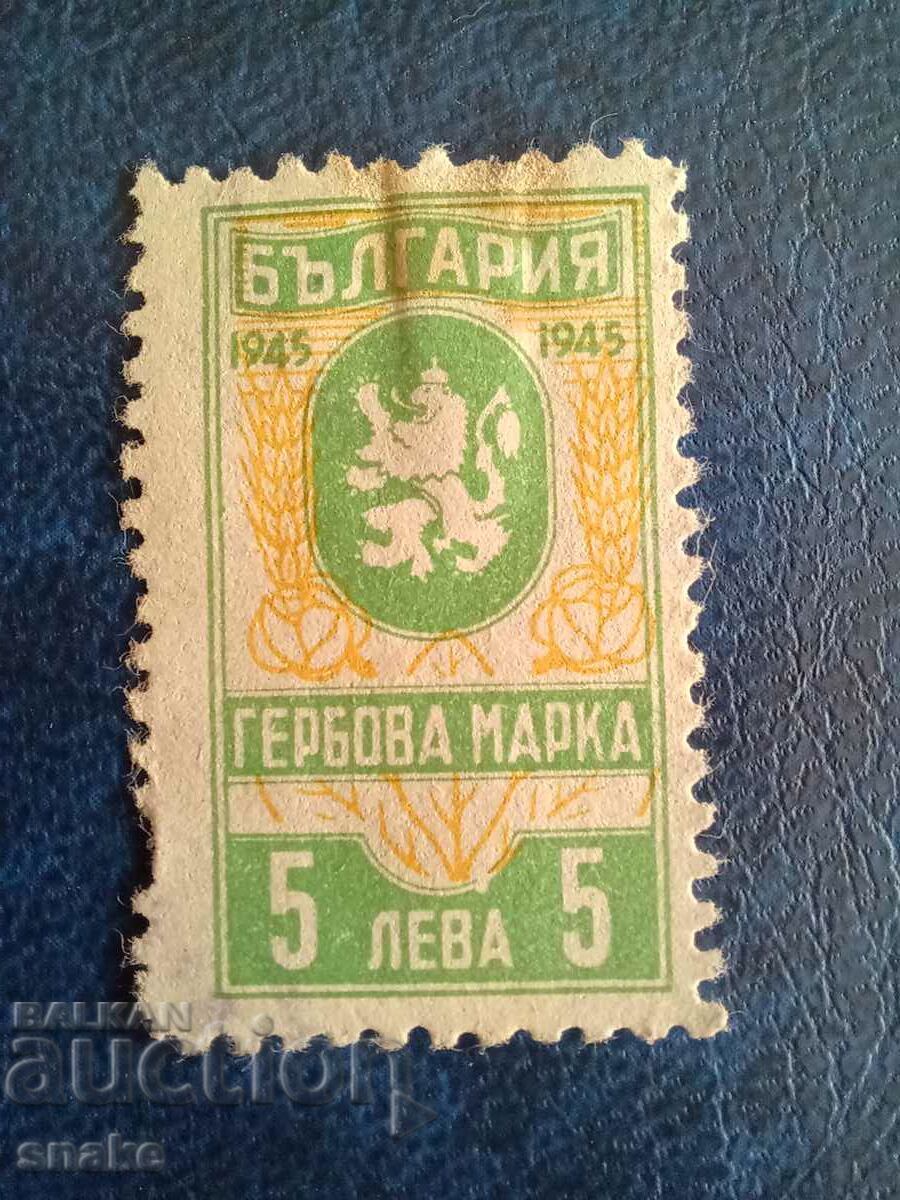 БЪЛГАРИЯ
1945 1945
ГЕРБОВА МАРКА
5 ЛЕВА 5
BALKAN
auction
snake